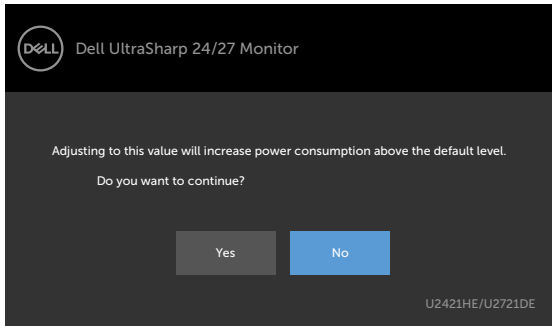 DELL Dell UltraSharp 24/27 Monitor
Adjusting to this value will increase power consumption above the default level.
Do you want to continue?
Yes No
U2421HE/U2721DE